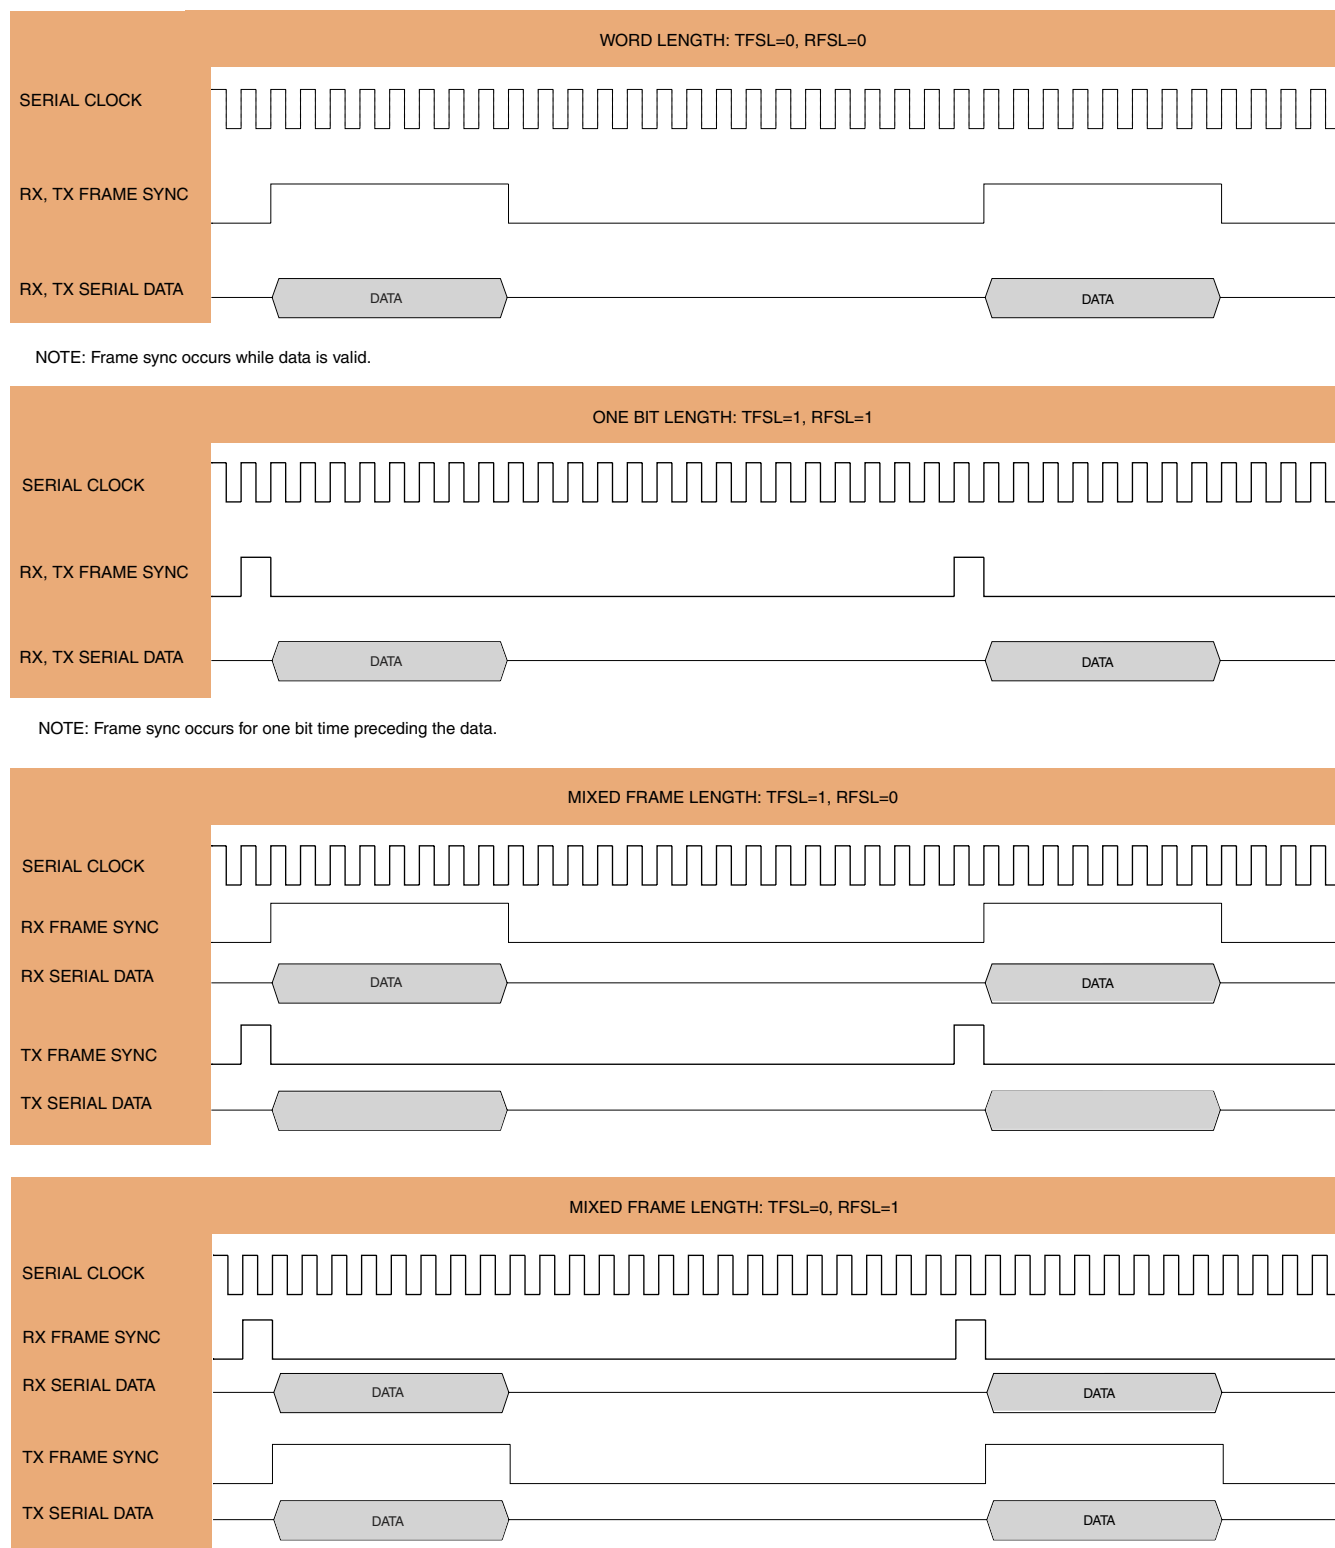 WORD LENGTH: TFSL=0, RFSL=0
SERIAL CLOCK
RX, TX FRAME SYNC
RX, TX SERIAL DATA
DATA
DATA
NOTE: Frame sync occurs while data is valid.
ONE BIT LENGTH: TFSL=1, RFSL=1
SERIAL CLOCK
RX, TX FRAME SYNC
RX, TX SERIAL DATA
DATA
DATA
NOTE: Frame sync occurs for one bit time preceding the data.
MIXED FRAME LENGTH: TFSL=1, RFSL=0
SERIAL CLOCK
RX FRAME SYNC
RX SERIAL DATA
DATA
DATA
TX FRAME SYNC
TX SERIAL DATA
MIXED FRAME LENGTH: TFSL=0, RFSL=1
SERIAL CLOCK
RX FRAME SYNC
RX SERIAL DATA
DATA
DATA
TX FRAME SYNC
TX SERIAL DATA
DATA
DATA